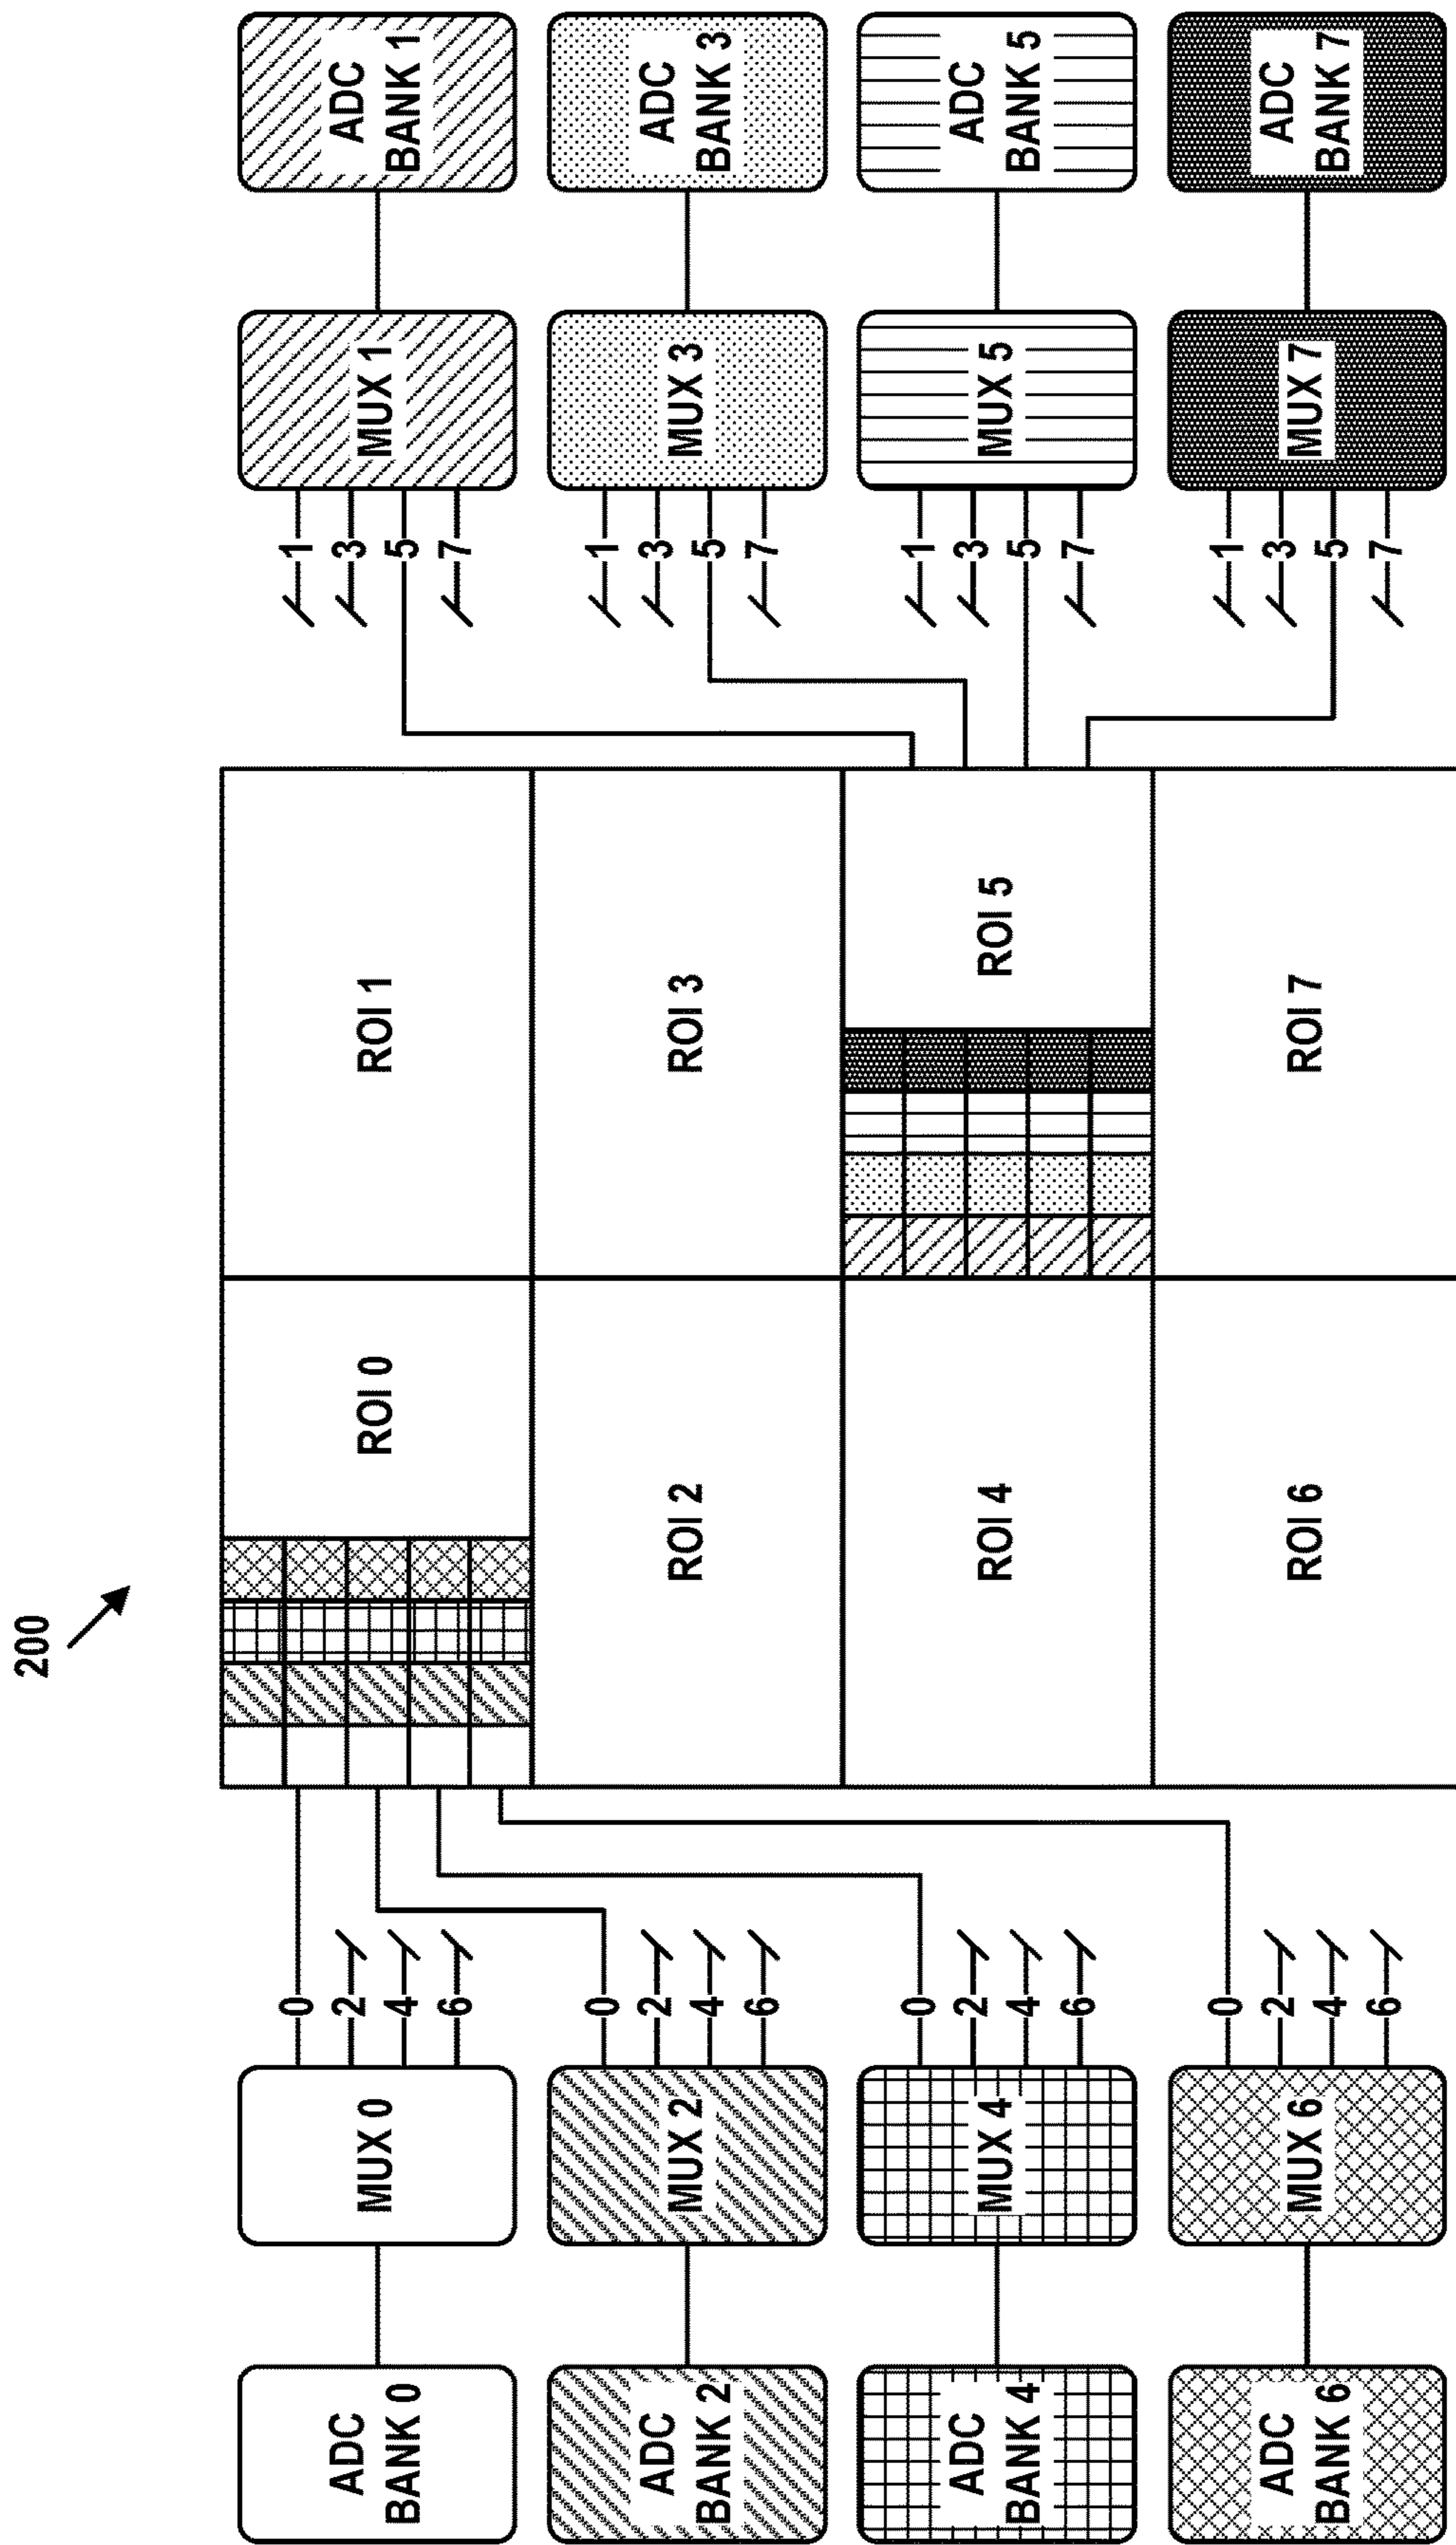 200
ADC
BANK 0
MUX 0
0
2
4
6
ROI 0
ROI 1
1
3
5
7
MUX 1
ADC
BANK 1
ADC
BANK 2
MUX 2
0
2
4
6
ROI 2
ROI 3
1
3
5
7
MUX 3
ADC
BANK 3
ADC
BANK 4
MUX 4
0
2
4
6
ROI 4
ROI 5
1
3
5
7
MUX 5
ADC
BANK 5
ADC
BANK 6
MUX 6
0
2
4
6
ROI 6
ROI 7
1
3
5
7
MUX 7
ADC
BANK 7